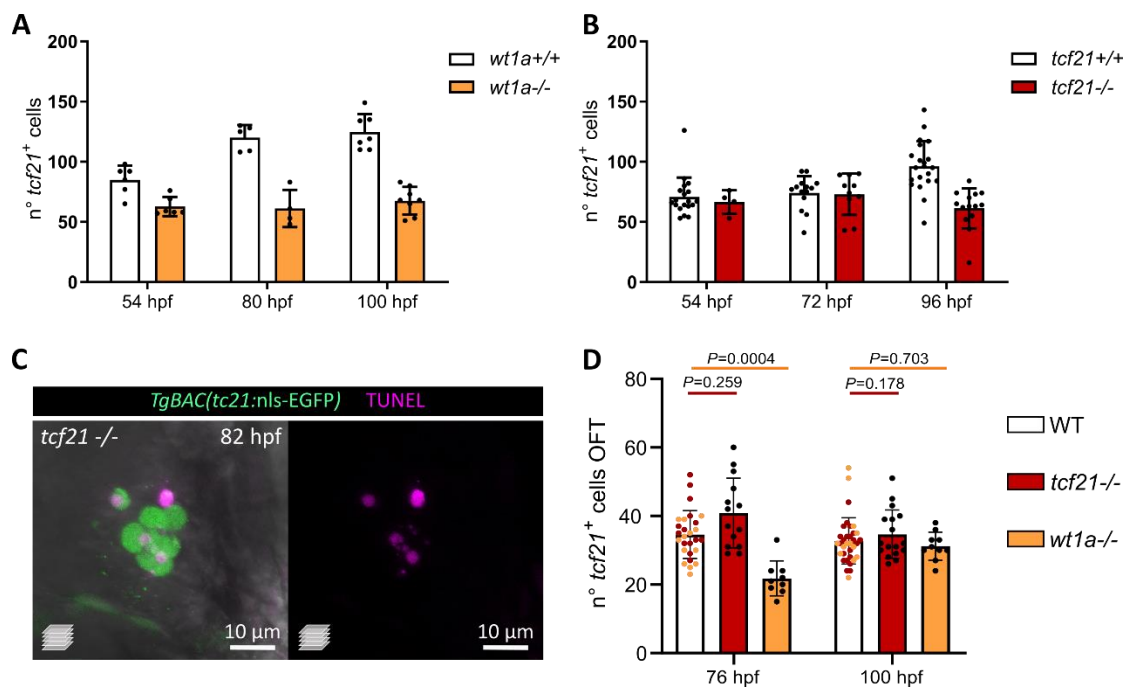 A
200
150
100
50
0
n° tcf21⁺ cells
54 hpf 80 hpf 100 hpf
wt1a+/+
wt1a-/-
B
200
150
100
50
0
n° tcf21⁺ cells
54 hpf 72 hpf 96 hpf
tcf21+/+
tcf21-/-
C
TgBAC(tc21:nls-EGFP) TUNEL
tcf21 -/- 82 hpf
10 µm
10 µm
D
P=0.0004 P=0.703
P=0.259 P=0.178
80
60
40
20
0
n° tcf21⁺ cells OFT
76 hpf 100 hpf
WT
tcf21-/-
wt1a-/-